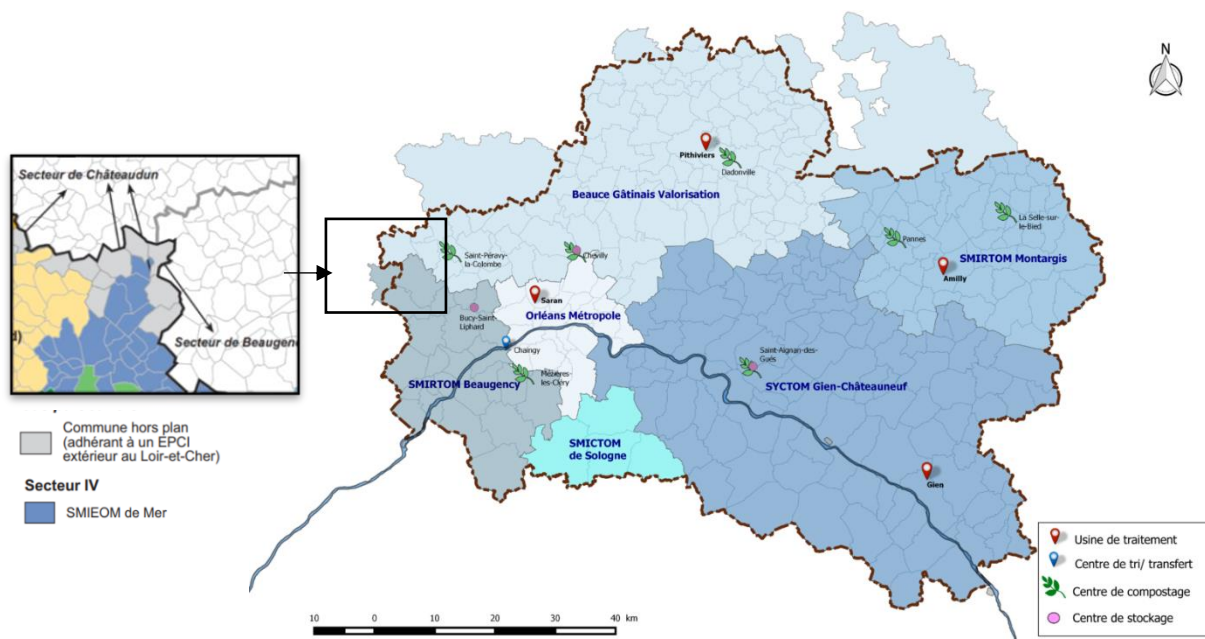 N
Secteur de Châteaudun
Secteur de Beaugen
Commune hors plan
(adhérant à un EPCI
extérieur au Loir-et-Cher)
Secteur IV
SMIEOM de Mer
Pithiviers
Dadonville
Beauce Gâtinais Valorisation
La Selle-sur-
le-Bied
Pannes
SMIRTOM Montargis
Amilly
Saint-Péravy-
la-Colombe
Chevilly
Saran
Orléans Métropole
Bucy-Saint-
Liphard
Chaingy
Mézières-
les-Cléry
SMIRTOM Beaugency
Saint-Aignan-des-
Gués
SYCTOM Gien-Châteauneuf
SMICTOM
de Sologne
Gien
Usine de traitement
Centre de tri/ transfert
Centre de compostage
Centre de stockage
10 0 10 20 30 40 km